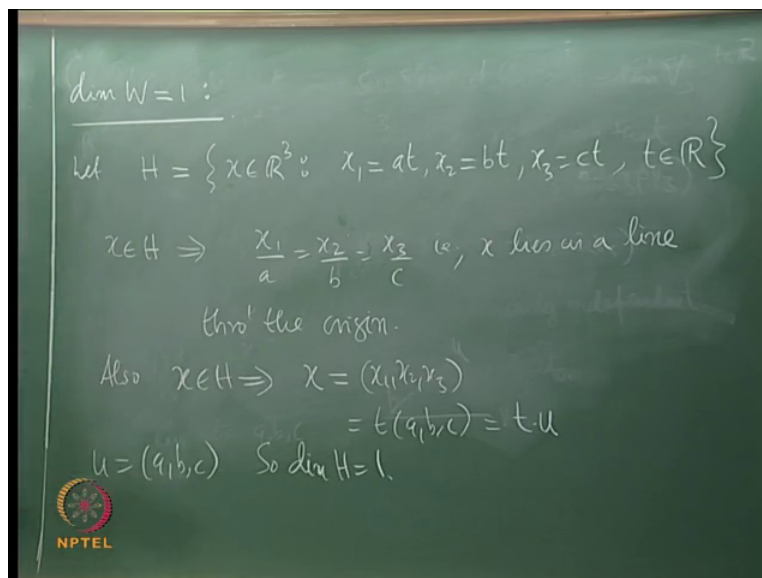 dim W = 1 :
Let H = {x ∈ ℝ³ : x₁ = at, x₂ = bt, x₃ = ct, t ∈ ℝ}
x ∈ H ⇒ x₁/a = x₂/b = x₃/c ie, x lies on a line
thro' the origin.
Also x ∈ H ⇒ x = (x₁, x₂, x₃)
= t(a, b, c) = t.u
u = (a, b, c) So dim H = 1.
NPTEL